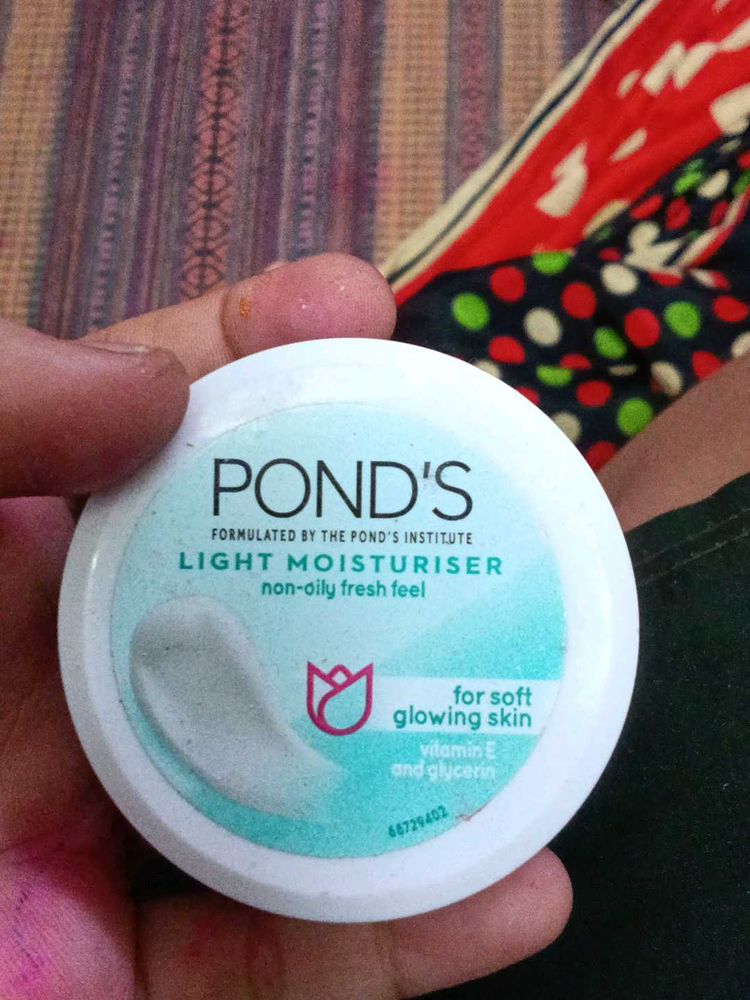 POND'S
FORMULATED BY THE POND'S INSTITUTE
LIGHT MOISTURISER
non-oily fresh feel
for soft
glowing skin
vitamin E
and glycerin
68729402